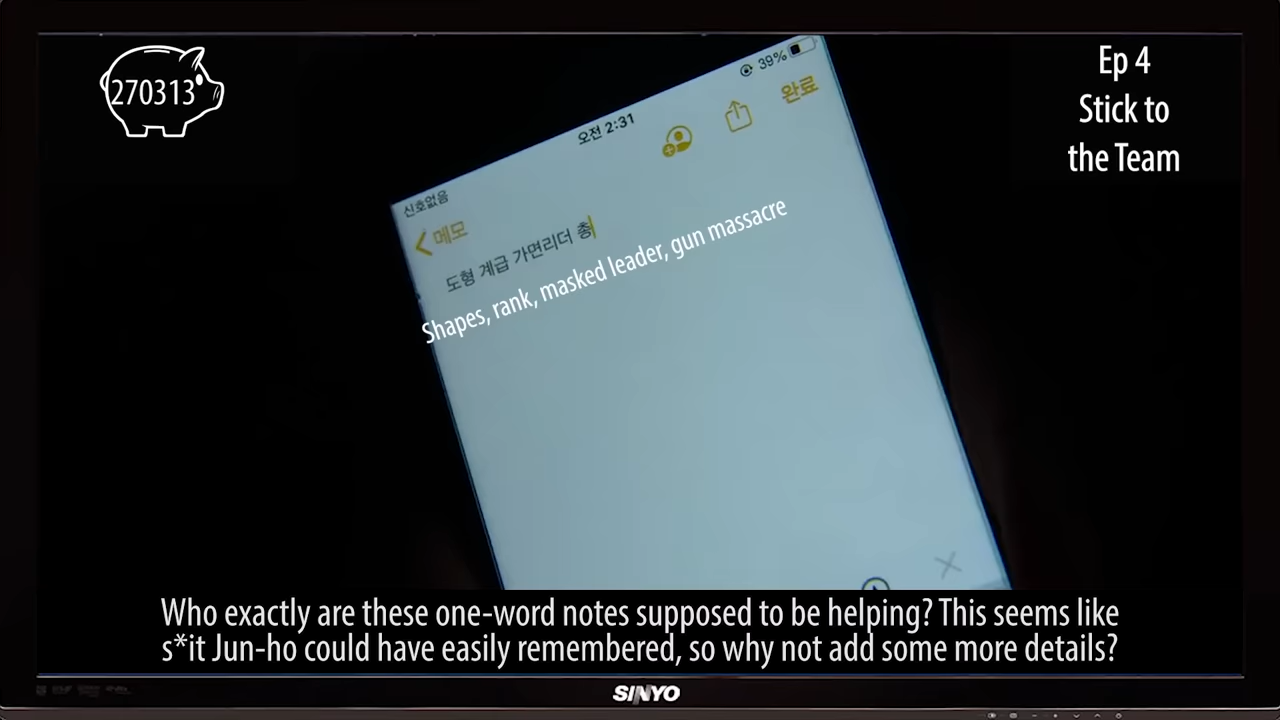 270313
Ep 4
Stick to
the Team
39%
오전 2:31
완료
신호없음
메모
도형 계급 가면리더 총
Shapes, rank, masked leader, gun massacre
Who exactly are these one-word notes supposed to be helping? This seems like
s*it Jun-ho could have easily remembered, so why not add some more details?
SINYO